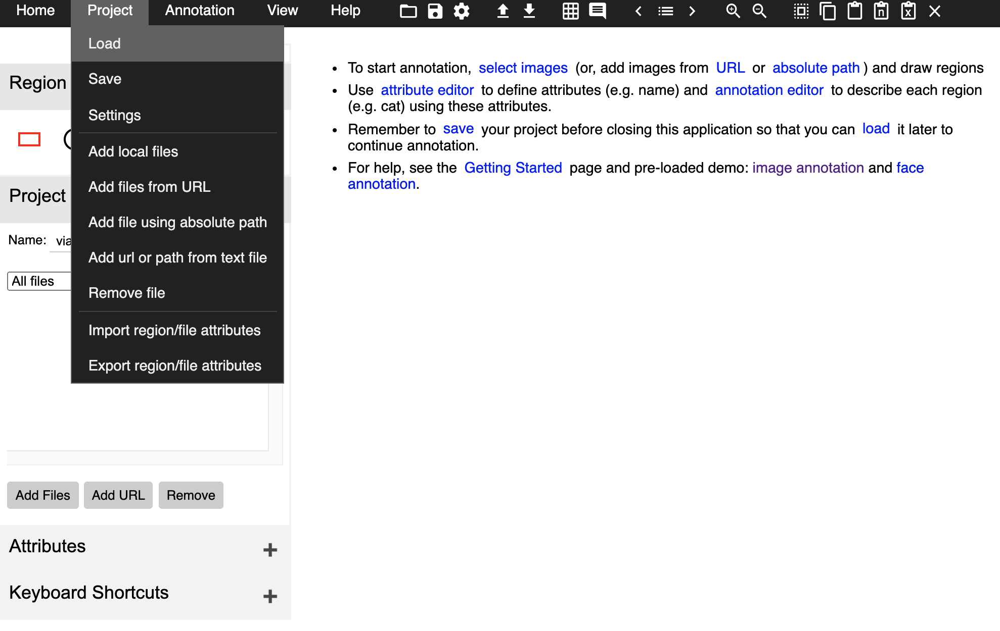 Home Project Annotation View Help
Load
Save
Settings
Add local files
Add files from URL
Add file using absolute path
Add url or path from text file
Remove file
Import region/file attributes
Export region/file attributes
Region
Project
Name: via
All files
Add Files Add URL Remove
Attributes
Keyboard Shortcuts
• To start annotation, select images (or, add images from URL or absolute path ) and draw regions
• Use attribute editor to define attributes (e.g. name) and annotation editor to describe each region
(e.g. cat) using these attributes.
• Remember to save your project before closing this application so that you can load it later to
continue annotation.
• For help, see the Getting Started page and pre-loaded demo: image annotation and face
annotation.